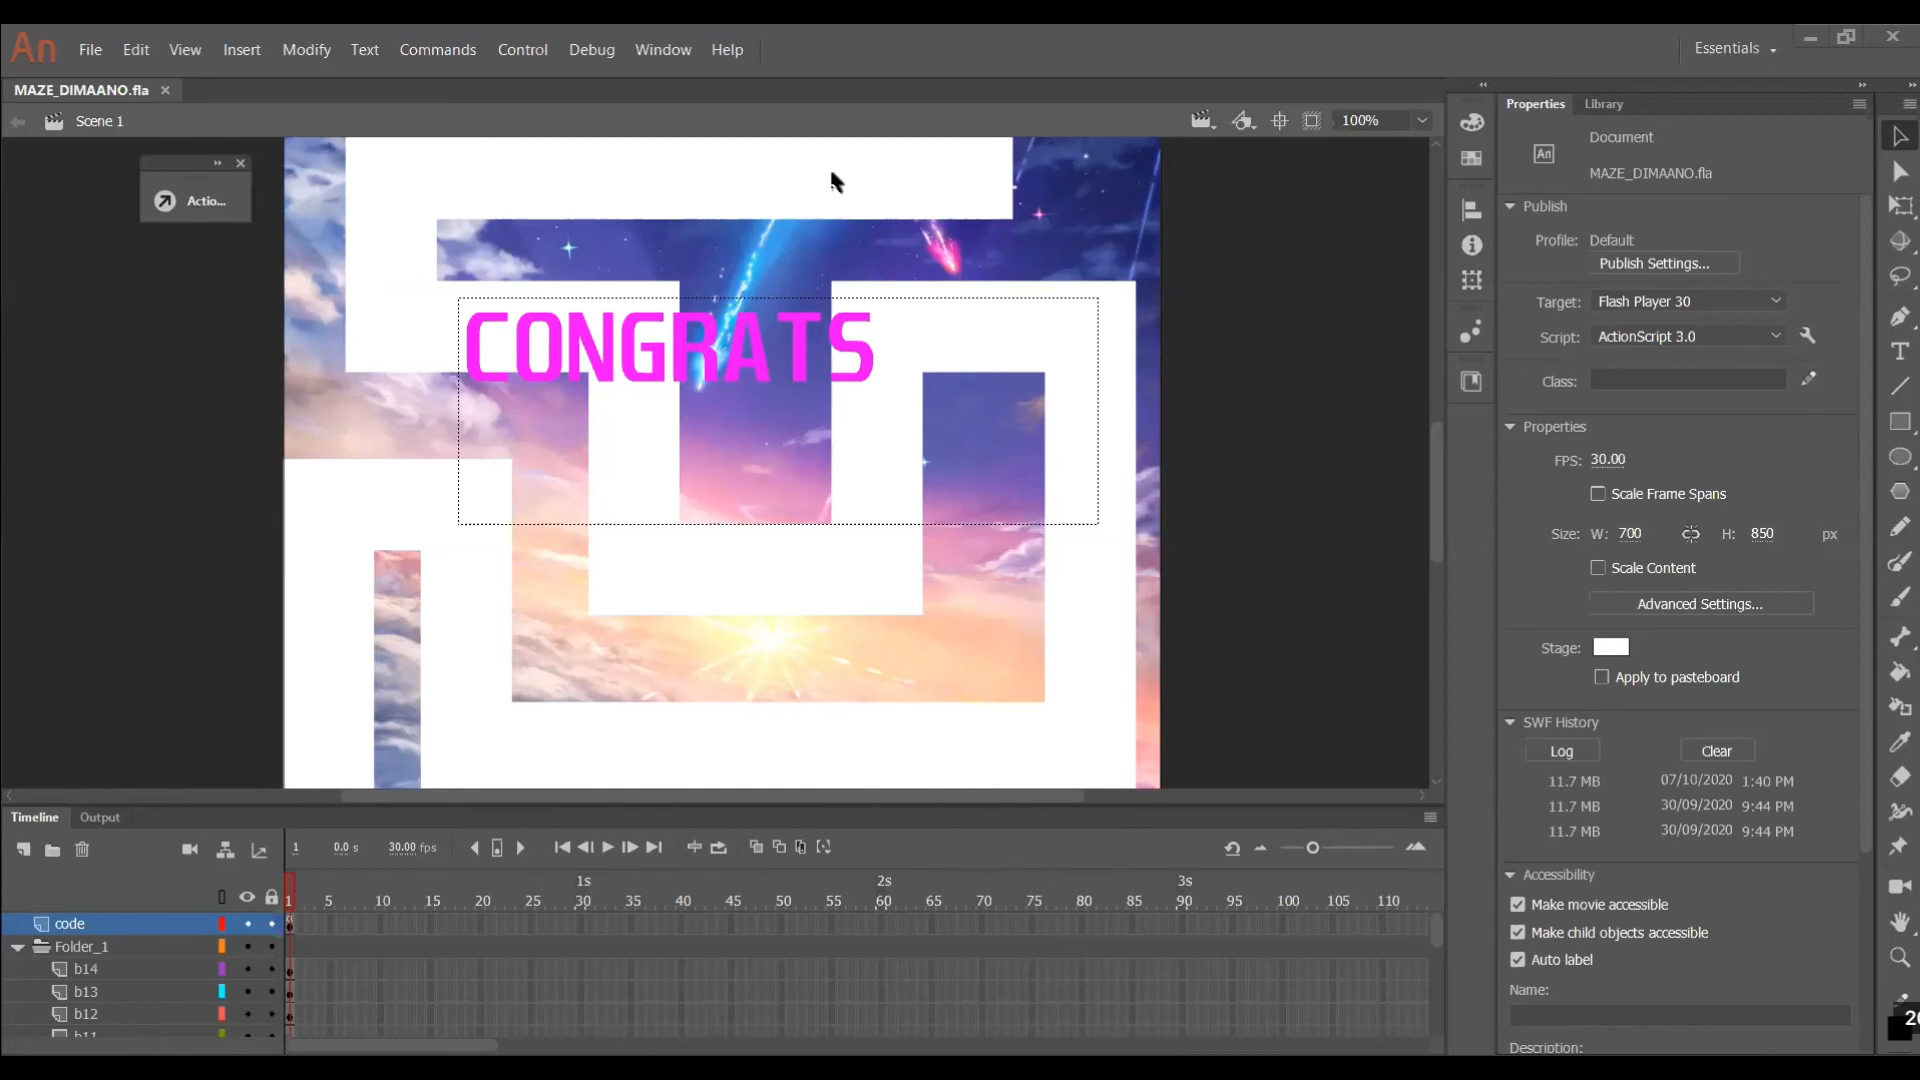 An File Edit View Insert Modify Text Commands Control Debug Window Help Essentials
MAZE_DIMAANO.fla
Scene 1 100%
Actio...
CONGRATS
Properties Library
An Document
MAZE_DIMAANO.fla
Publish
Profile: Default
Publish Settings...
Target: Flash Player 30
Script: ActionScript 3.0
Class:
Properties
FPS: 30.00
Scale Frame Spans
Size: W: 700 H: 850 px
Scale Content
Advanced Settings...
Stage:
Apply to pasteboard
SWF History
Log Clear
11.7 MB 07/10/2020 1:40 PM
11.7 MB 30/09/2020 9:44 PM
11.7 MB 30/09/2020 9:44 PM
Accessibility
Make movie accessible
Make child objects accessible
Auto label
Name:
Description:
Timeline Output
1 0.0 s 30.00 fps
1s 2s 3s
1 5 10 15 20 25 30 35 40 45 50 55 60 65 70 75 80 85 90 95 100 105 110
code
Folder_1
b14
b13
b12
b11